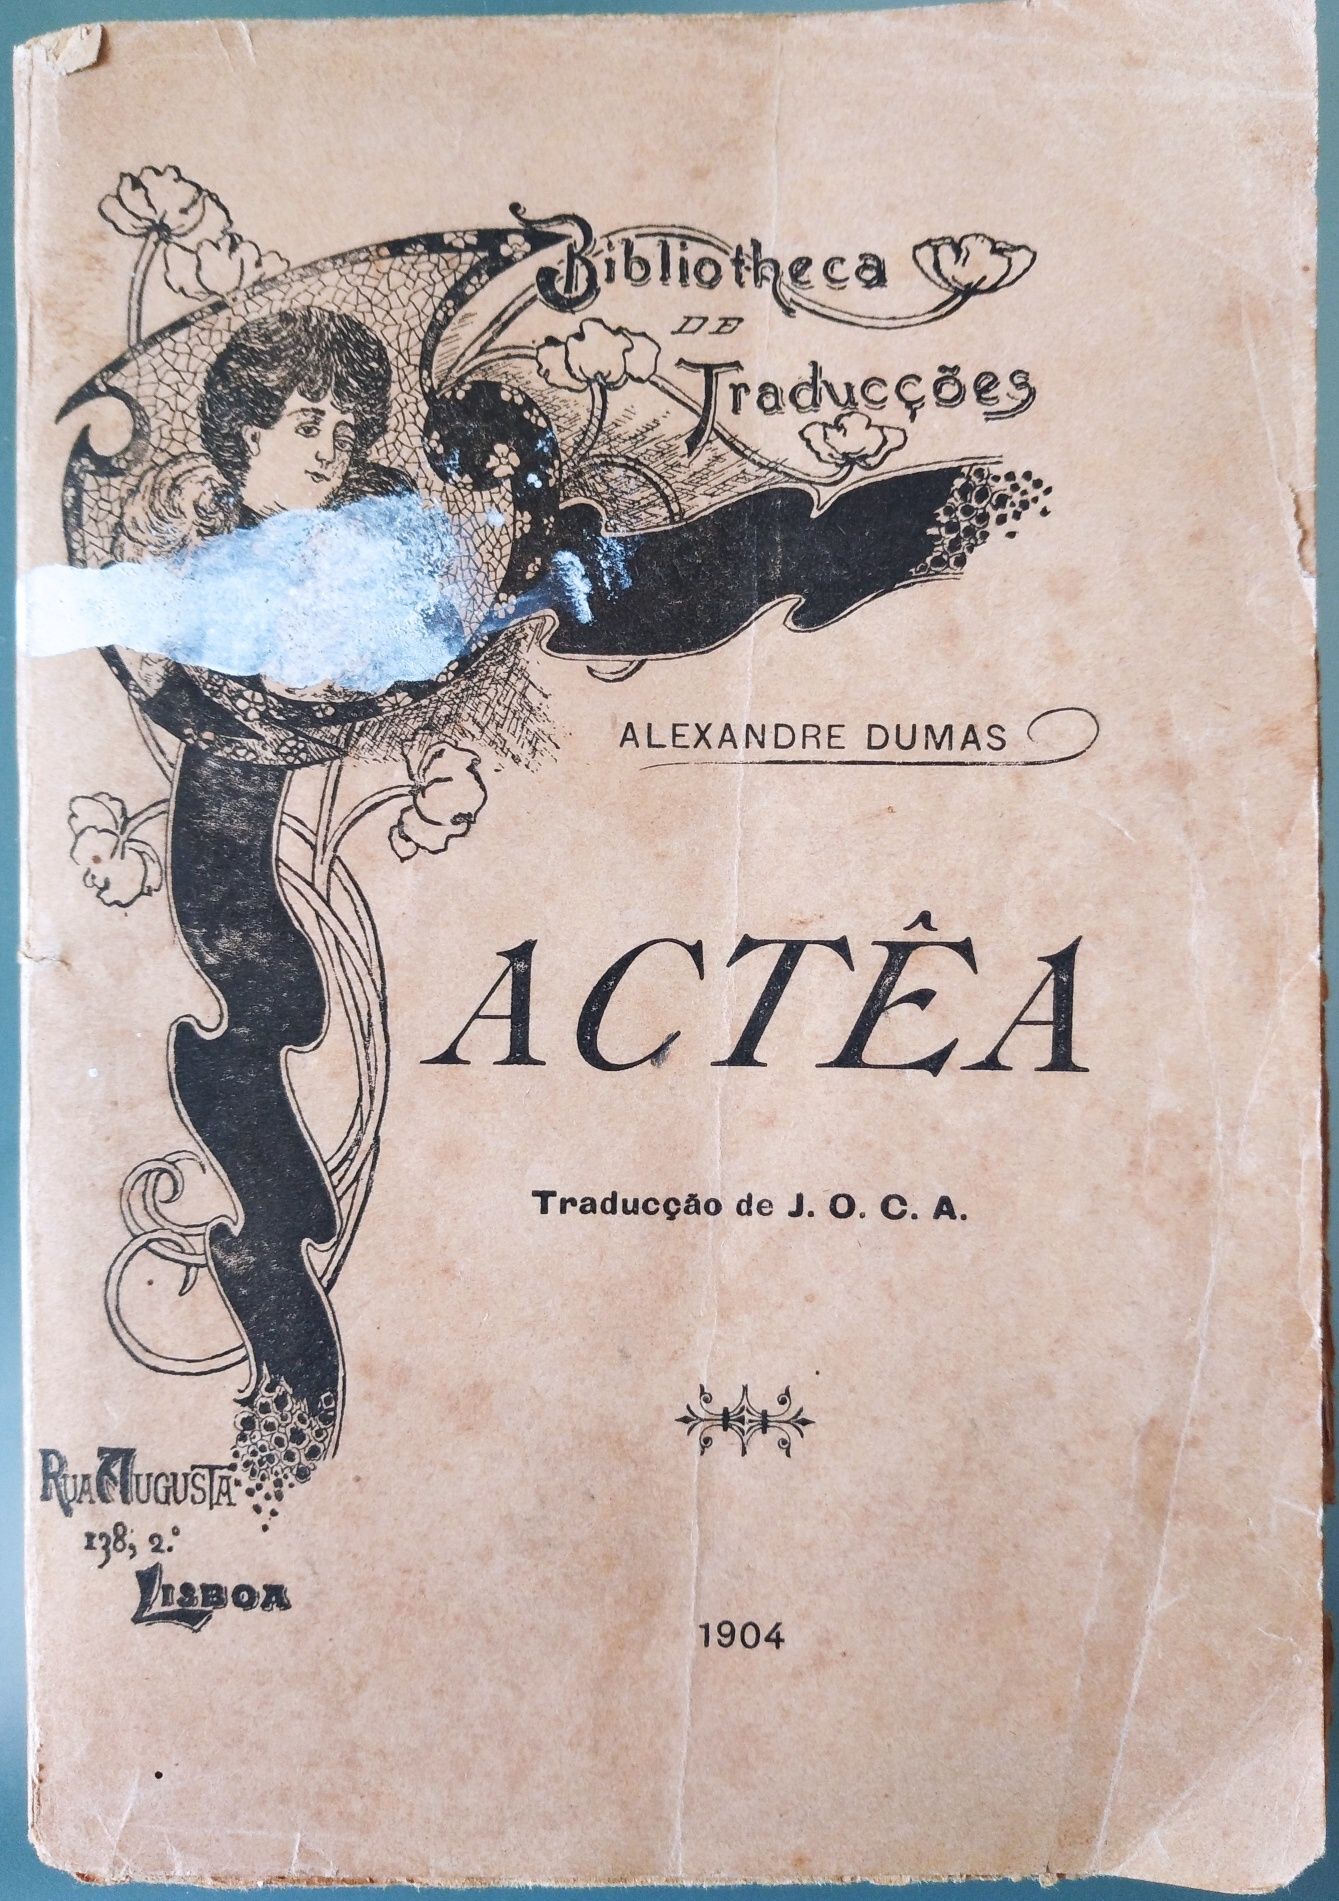 Bibliotheca
DE
Traducções
ALEXANDRE DUMAS
ACTÊA
Traducção de J. O. C. A.
RUA AUGUSTA
138, 2.º
LISBOA
1904